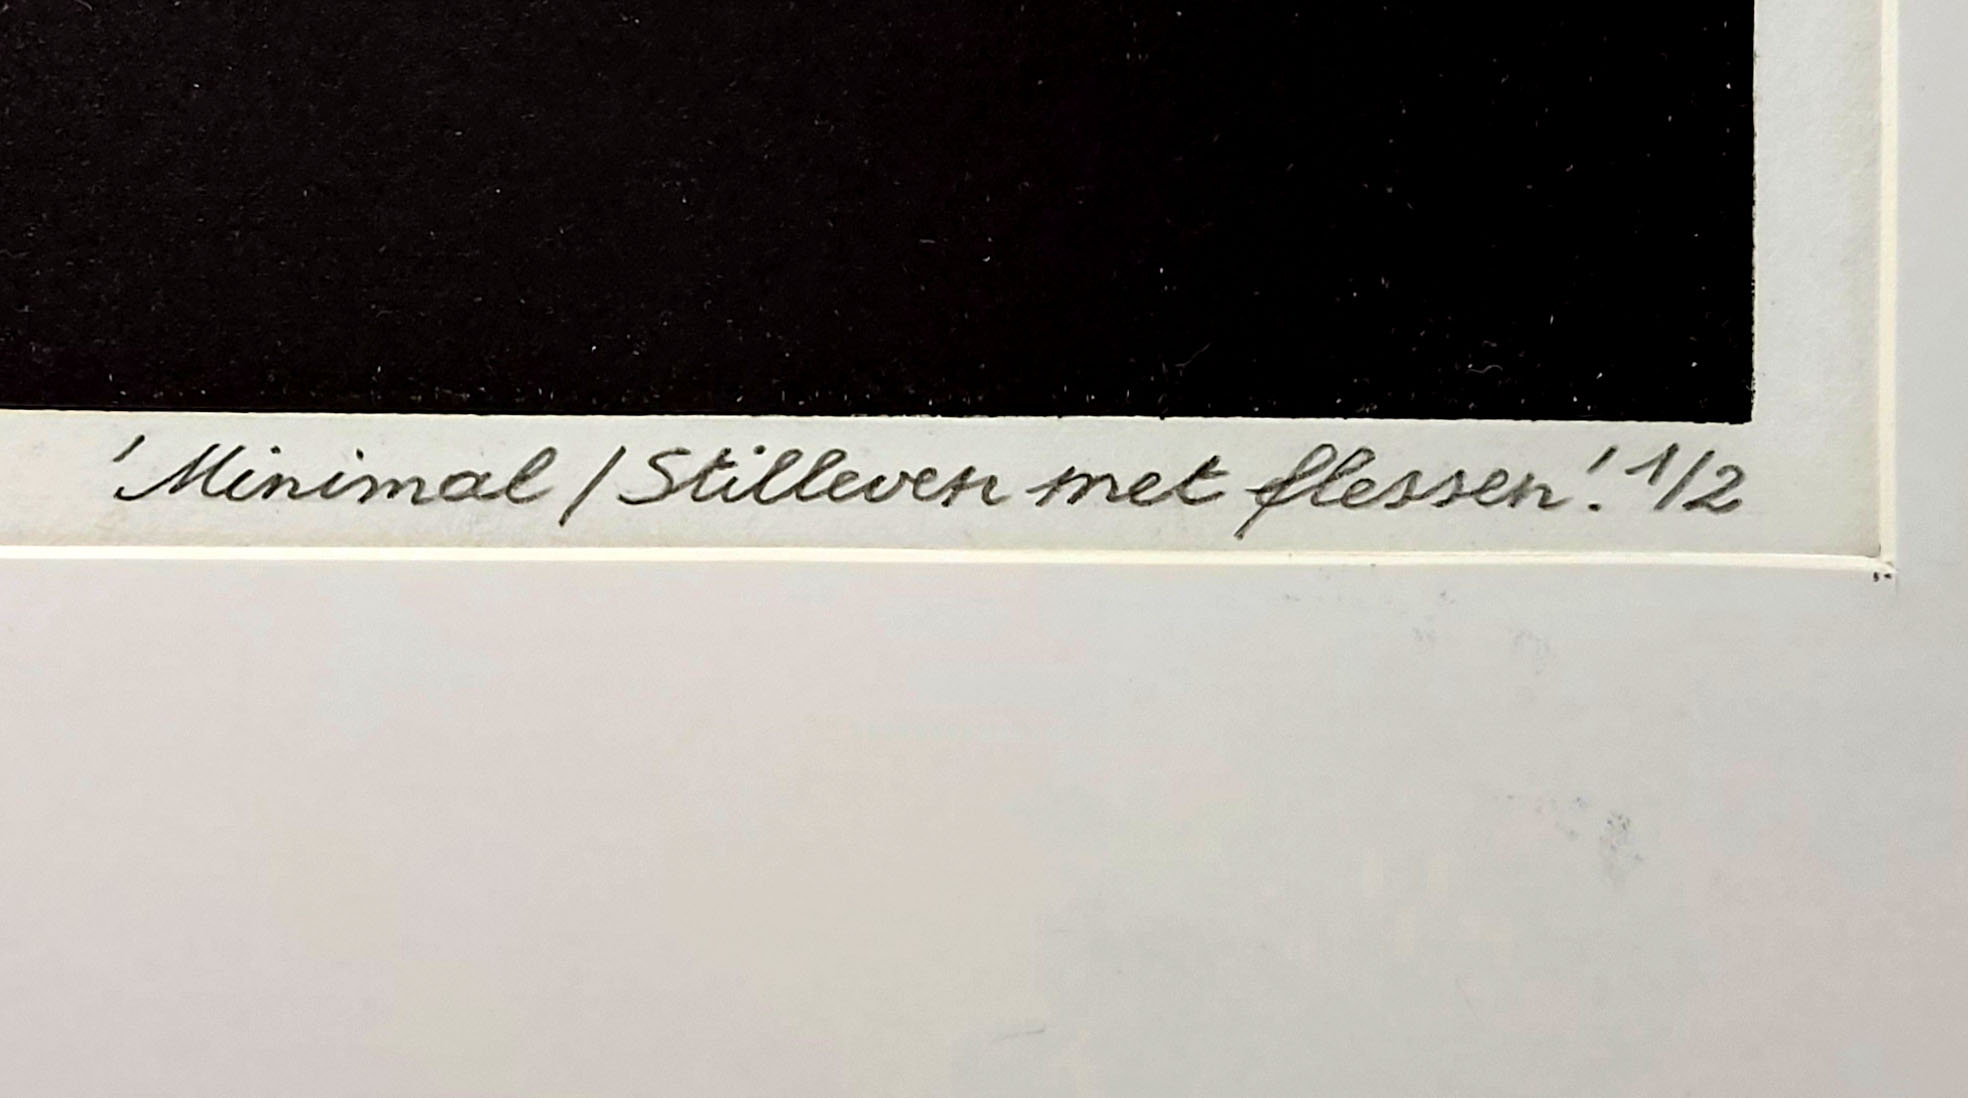 'Minimal / Stilleven met flessen'. 1/2